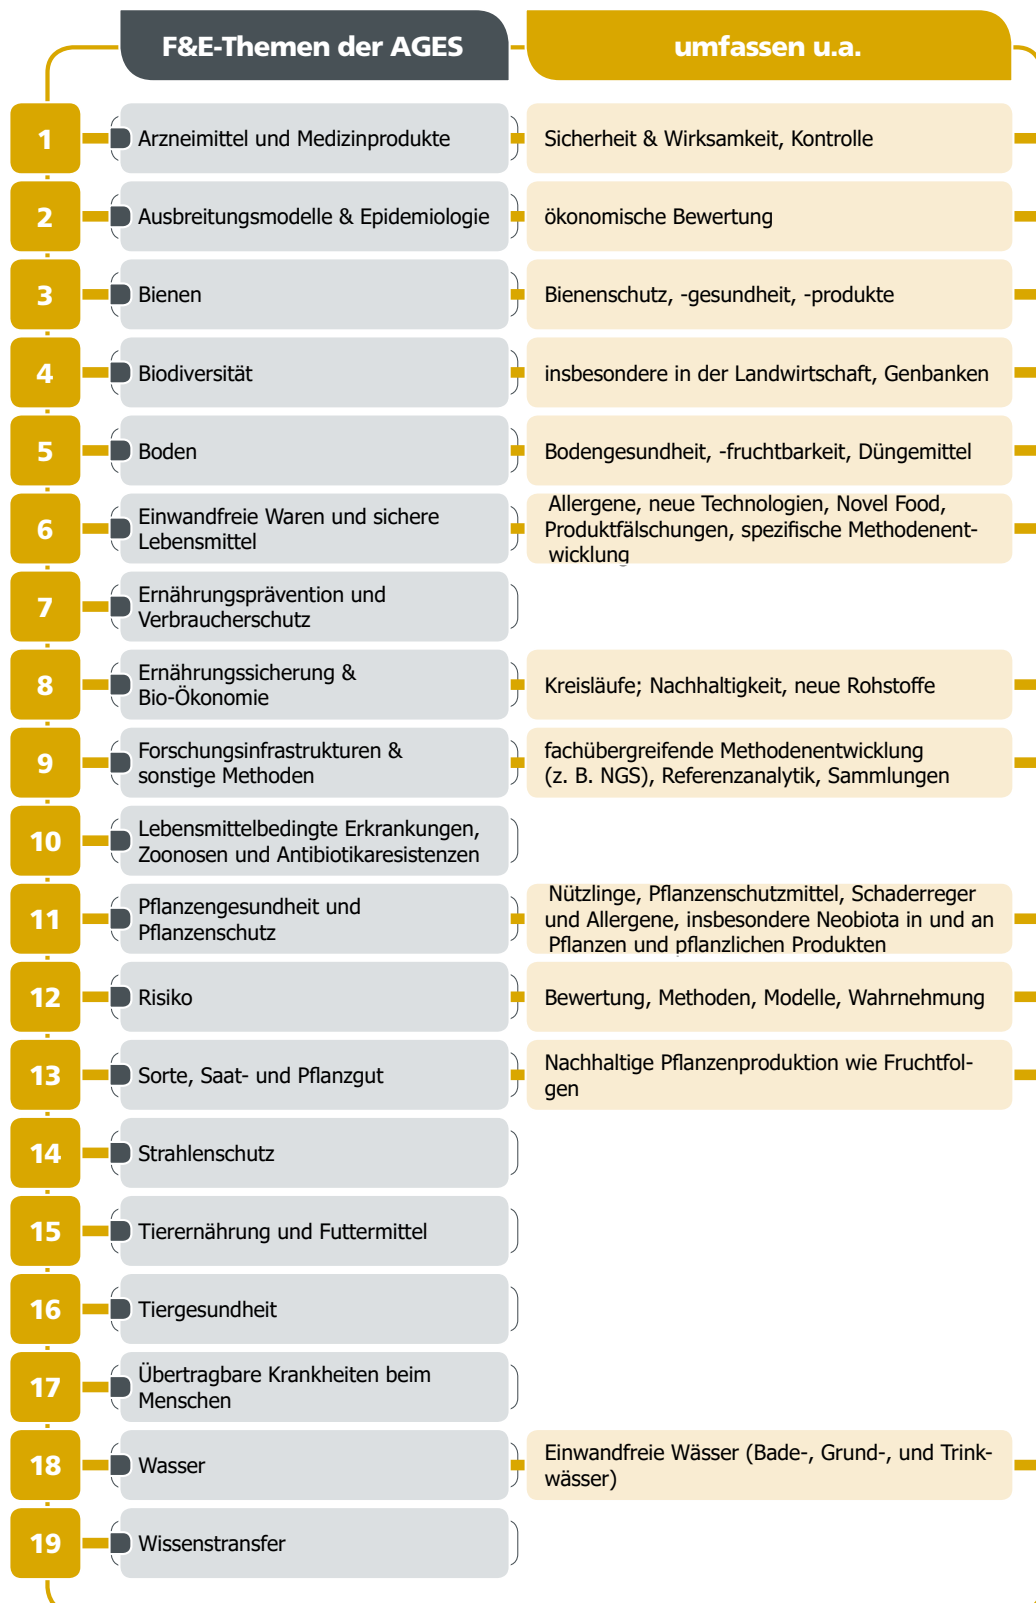 F&E-Themen der AGES
umfassen u.a.
1
Arzneimittel und Medizinprodukte
Sicherheit & Wirksamkeit, Kontrolle
2
Ausbreitungsmodelle & Epidemiologie
ökonomische Bewertung
3
Bienen
Bienenschutz, -gesundheit, -produkte
4
Biodiversität
insbesondere in der Landwirtschaft, Genbanken
5
Boden
Bodengesundheit, -fruchtbarkeit, Düngemittel
6
Einwandfreie Waren und sichere
Lebensmittel
Allergene, neue Technologien, Novel Food,
Produktfälschungen, spezifische Methodenent-
wicklung
7
Ernährungsprävention und
Verbraucherschutz
8
Ernährungssicherung &
Bio-Ökonomie
Kreisläufe; Nachhaltigkeit, neue Rohstoffe
9
Forschungsinfrastrukturen &
sonstige Methoden
fachübergreifende Methodenentwicklung
(z. B. NGS), Referenzanalytik, Sammlungen
10
Lebensmittelbedingte Erkrankungen,
Zoonosen und Antibiotikaresistenzen
11
Pflanzengesundheit und
Pflanzenschutz
Nützlinge, Pflanzenschutzmittel, Schaderreger
und Allergene, insbesondere Neobiota in und an
Pflanzen und pflanzlichen Produkten
12
Risiko
Bewertung, Methoden, Modelle, Wahrnehmung
13
Sorte, Saat- und Pflanzgut
Nachhaltige Pflanzenproduktion wie Fruchtfol-
gen
14
Strahlenschutz
15
Tierernährung und Futtermittel
16
Tiergesundheit
17
Übertragbare Krankheiten beim
Menschen
18
Wasser
Einwandfreie Wässer (Bade-, Grund-, und Trink-
wässer)
19
Wissenstransfer